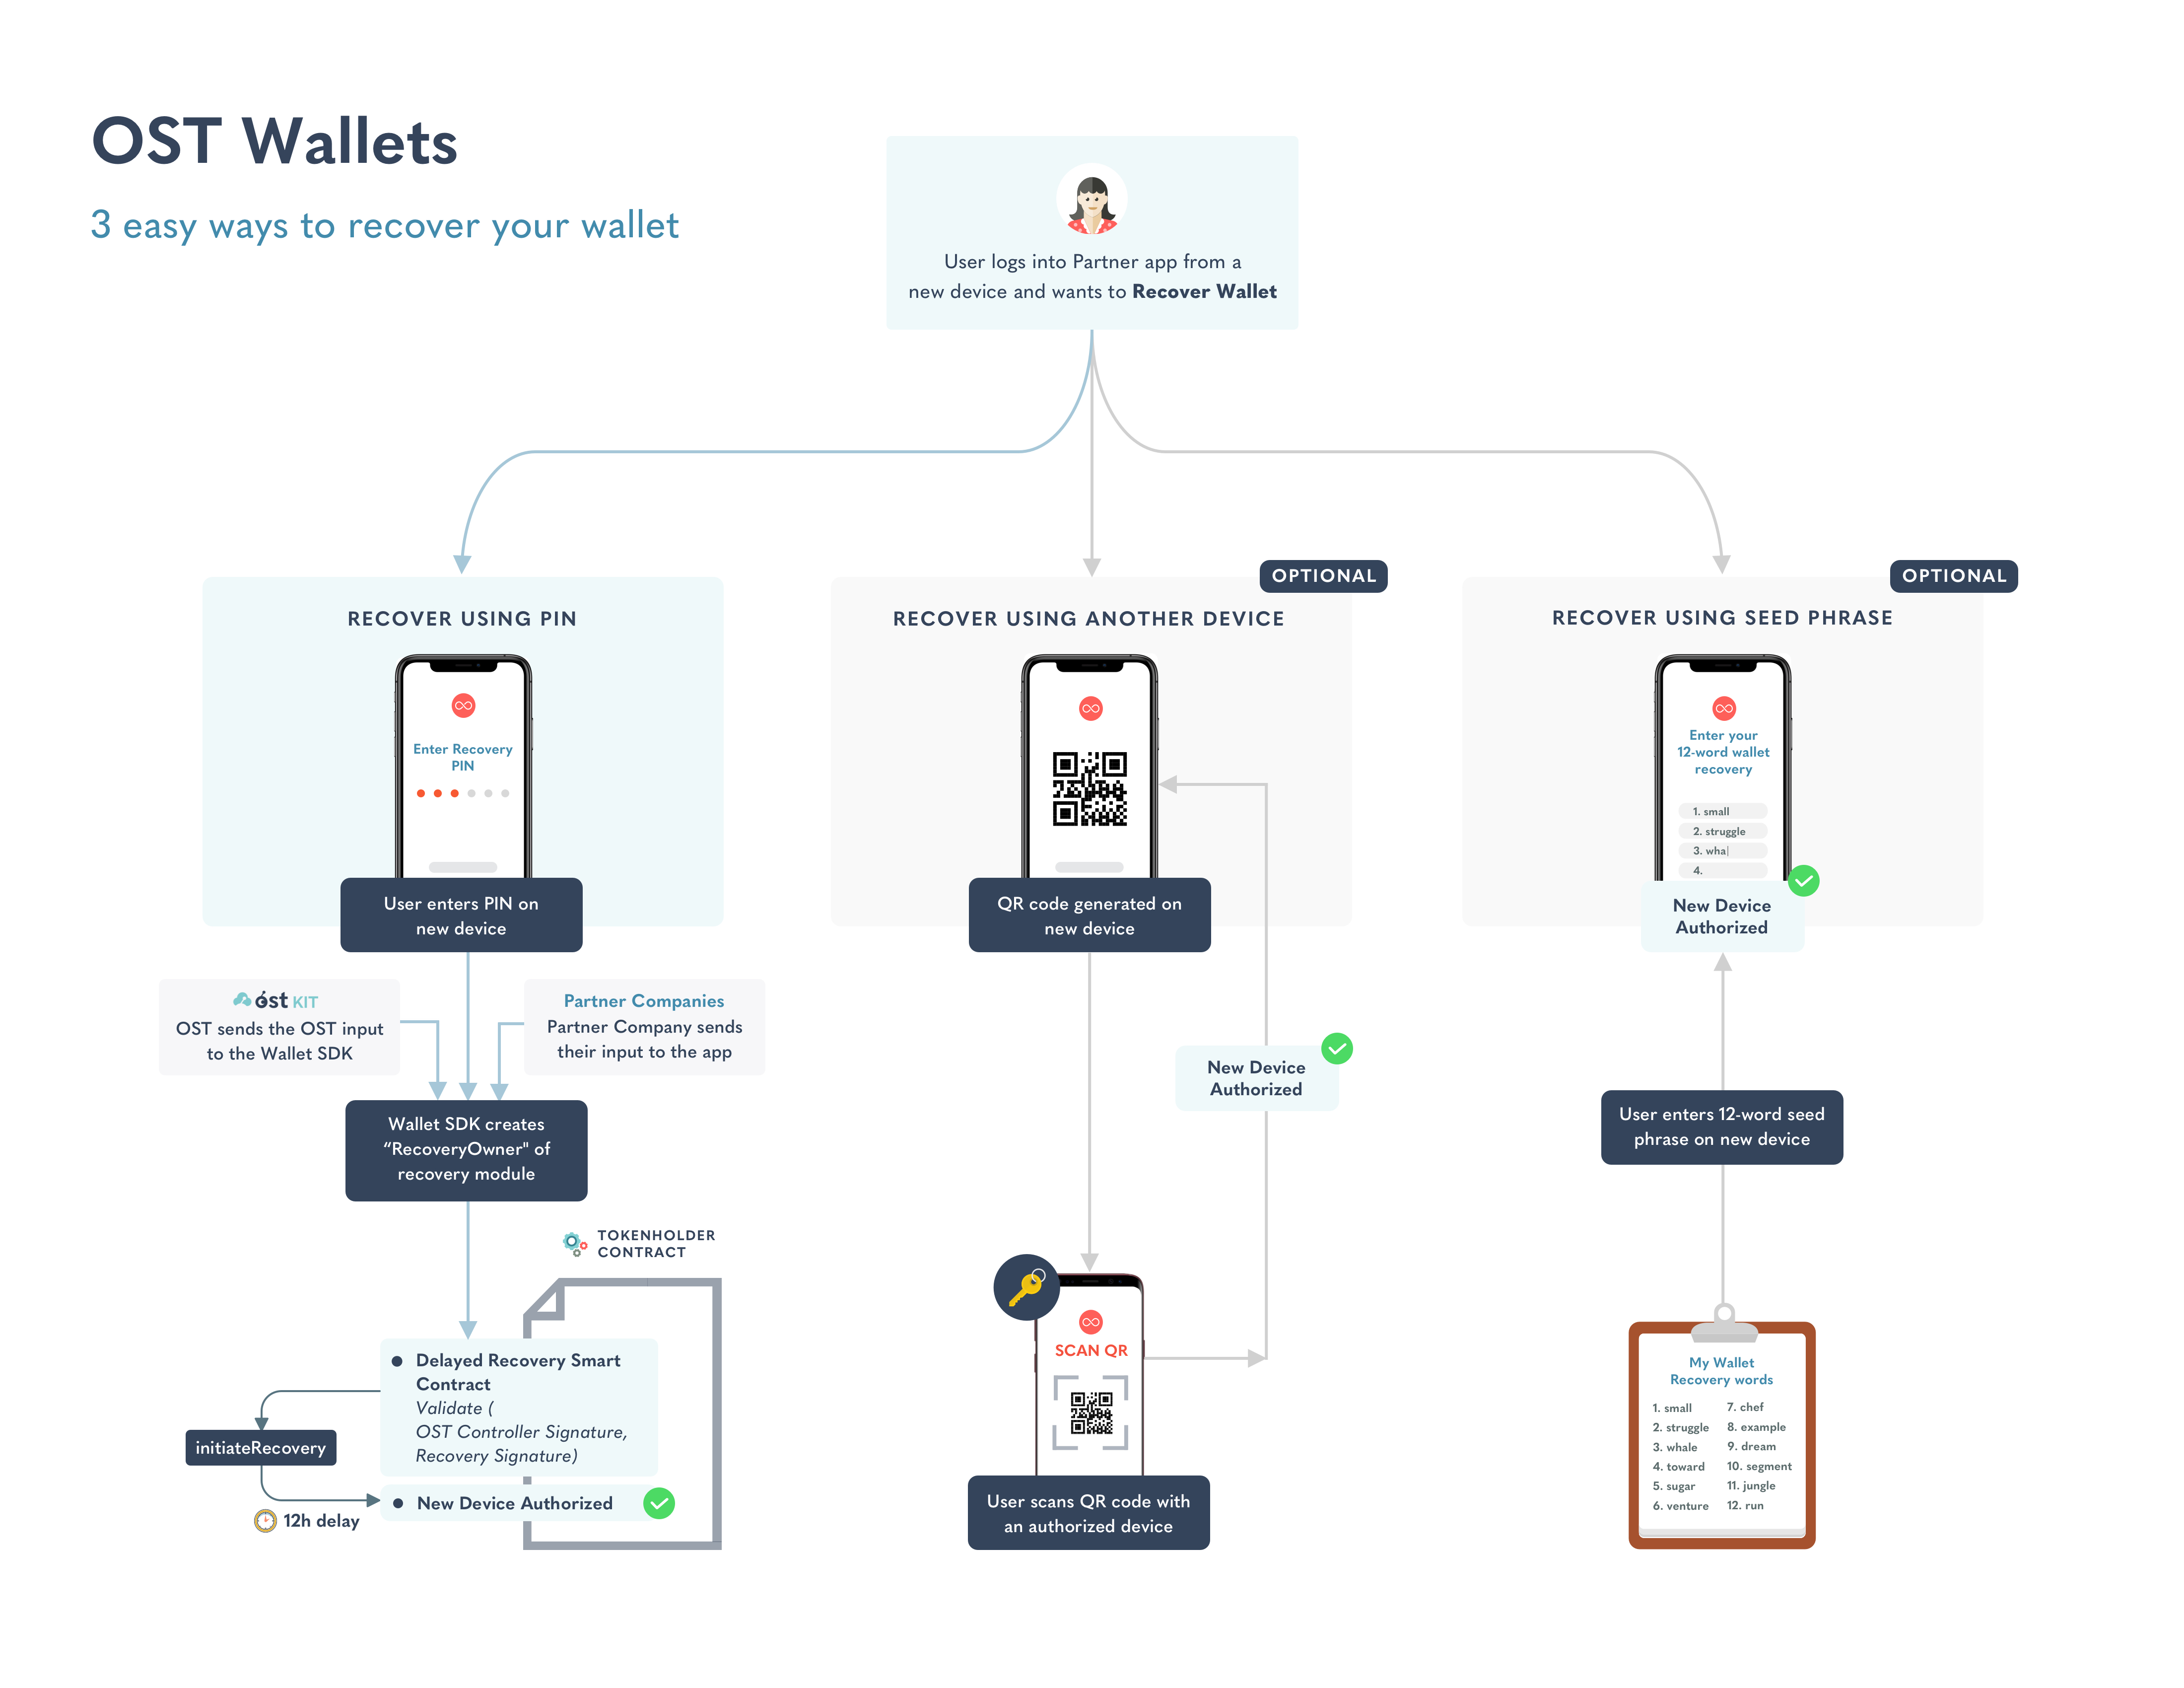 OST Wallets
3 easy ways to recover your wallet
User logs into Partner app from a
new device and wants to Recover Wallet
RECOVER USING PIN
Enter Recovery
PIN
User enters PIN on
new device
ost KIT
OST sends the OST input
to the Wallet SDK
Partner Companies
Partner Company sends
their input to the app
Wallet SDK creates
“RecoveryOwner" of
recovery module
TOKENHOLDER
CONTRACT
● Delayed Recovery Smart
Contract
Validate (
OST Controller Signature,
Recovery Signature)
initiateRecovery
12h delay
● New Device Authorized
OPTIONAL
RECOVER USING ANOTHER DEVICE
QR code generated on
new device
New Device
Authorized
SCAN QR
User scans QR code with
an authorized device
OPTIONAL
RECOVER USING SEED PHRASE
Enter your
12-word wallet
recovery
1. small
2. struggle
3. wha|
4.
New Device
Authorized
User enters 12-word seed
phrase on new device
My Wallet
Recovery words
1. small
2. struggle
3. whale
4. toward
5. sugar
6. venture
7. chef
8. example
9. dream
10. segment
11. jungle
12. run